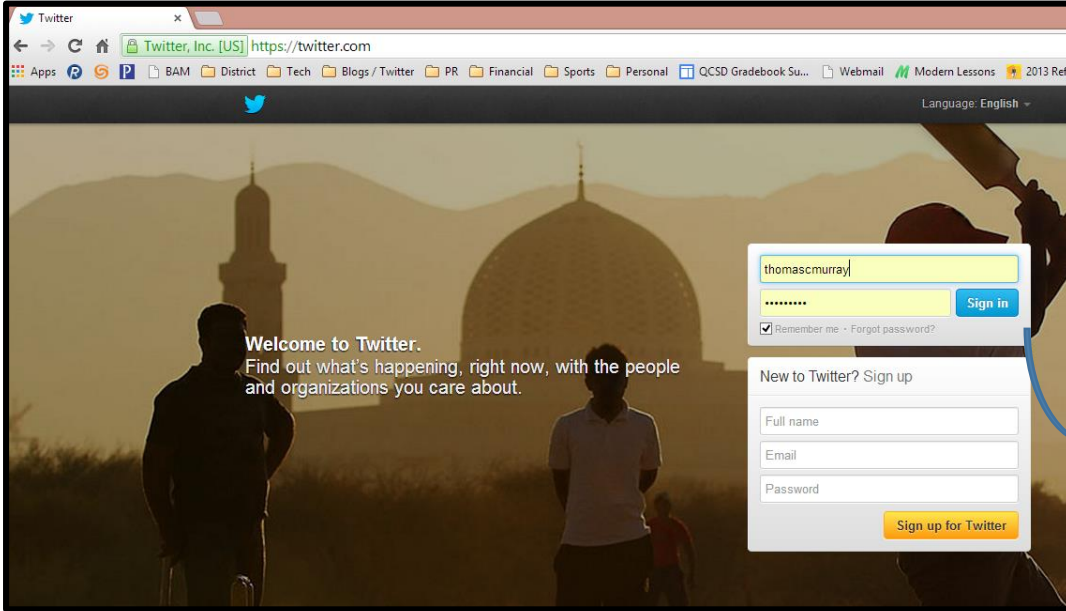 Twitter
Twitter, Inc. [US] https://twitter.com
Apps BAM District Tech Blogs / Twitter PR Financial Sports Personal QCSD Gradebook Su... Webmail Modern Lessons 2013 Ref
Language: English
thomascmurray
•••••••••
Sign in
Remember me · Forgot password?
Welcome to Twitter.
Find out what's happening, right now, with the people
and organizations you care about.
New to Twitter? Sign up
Full name
Email
Password
Sign up for Twitter